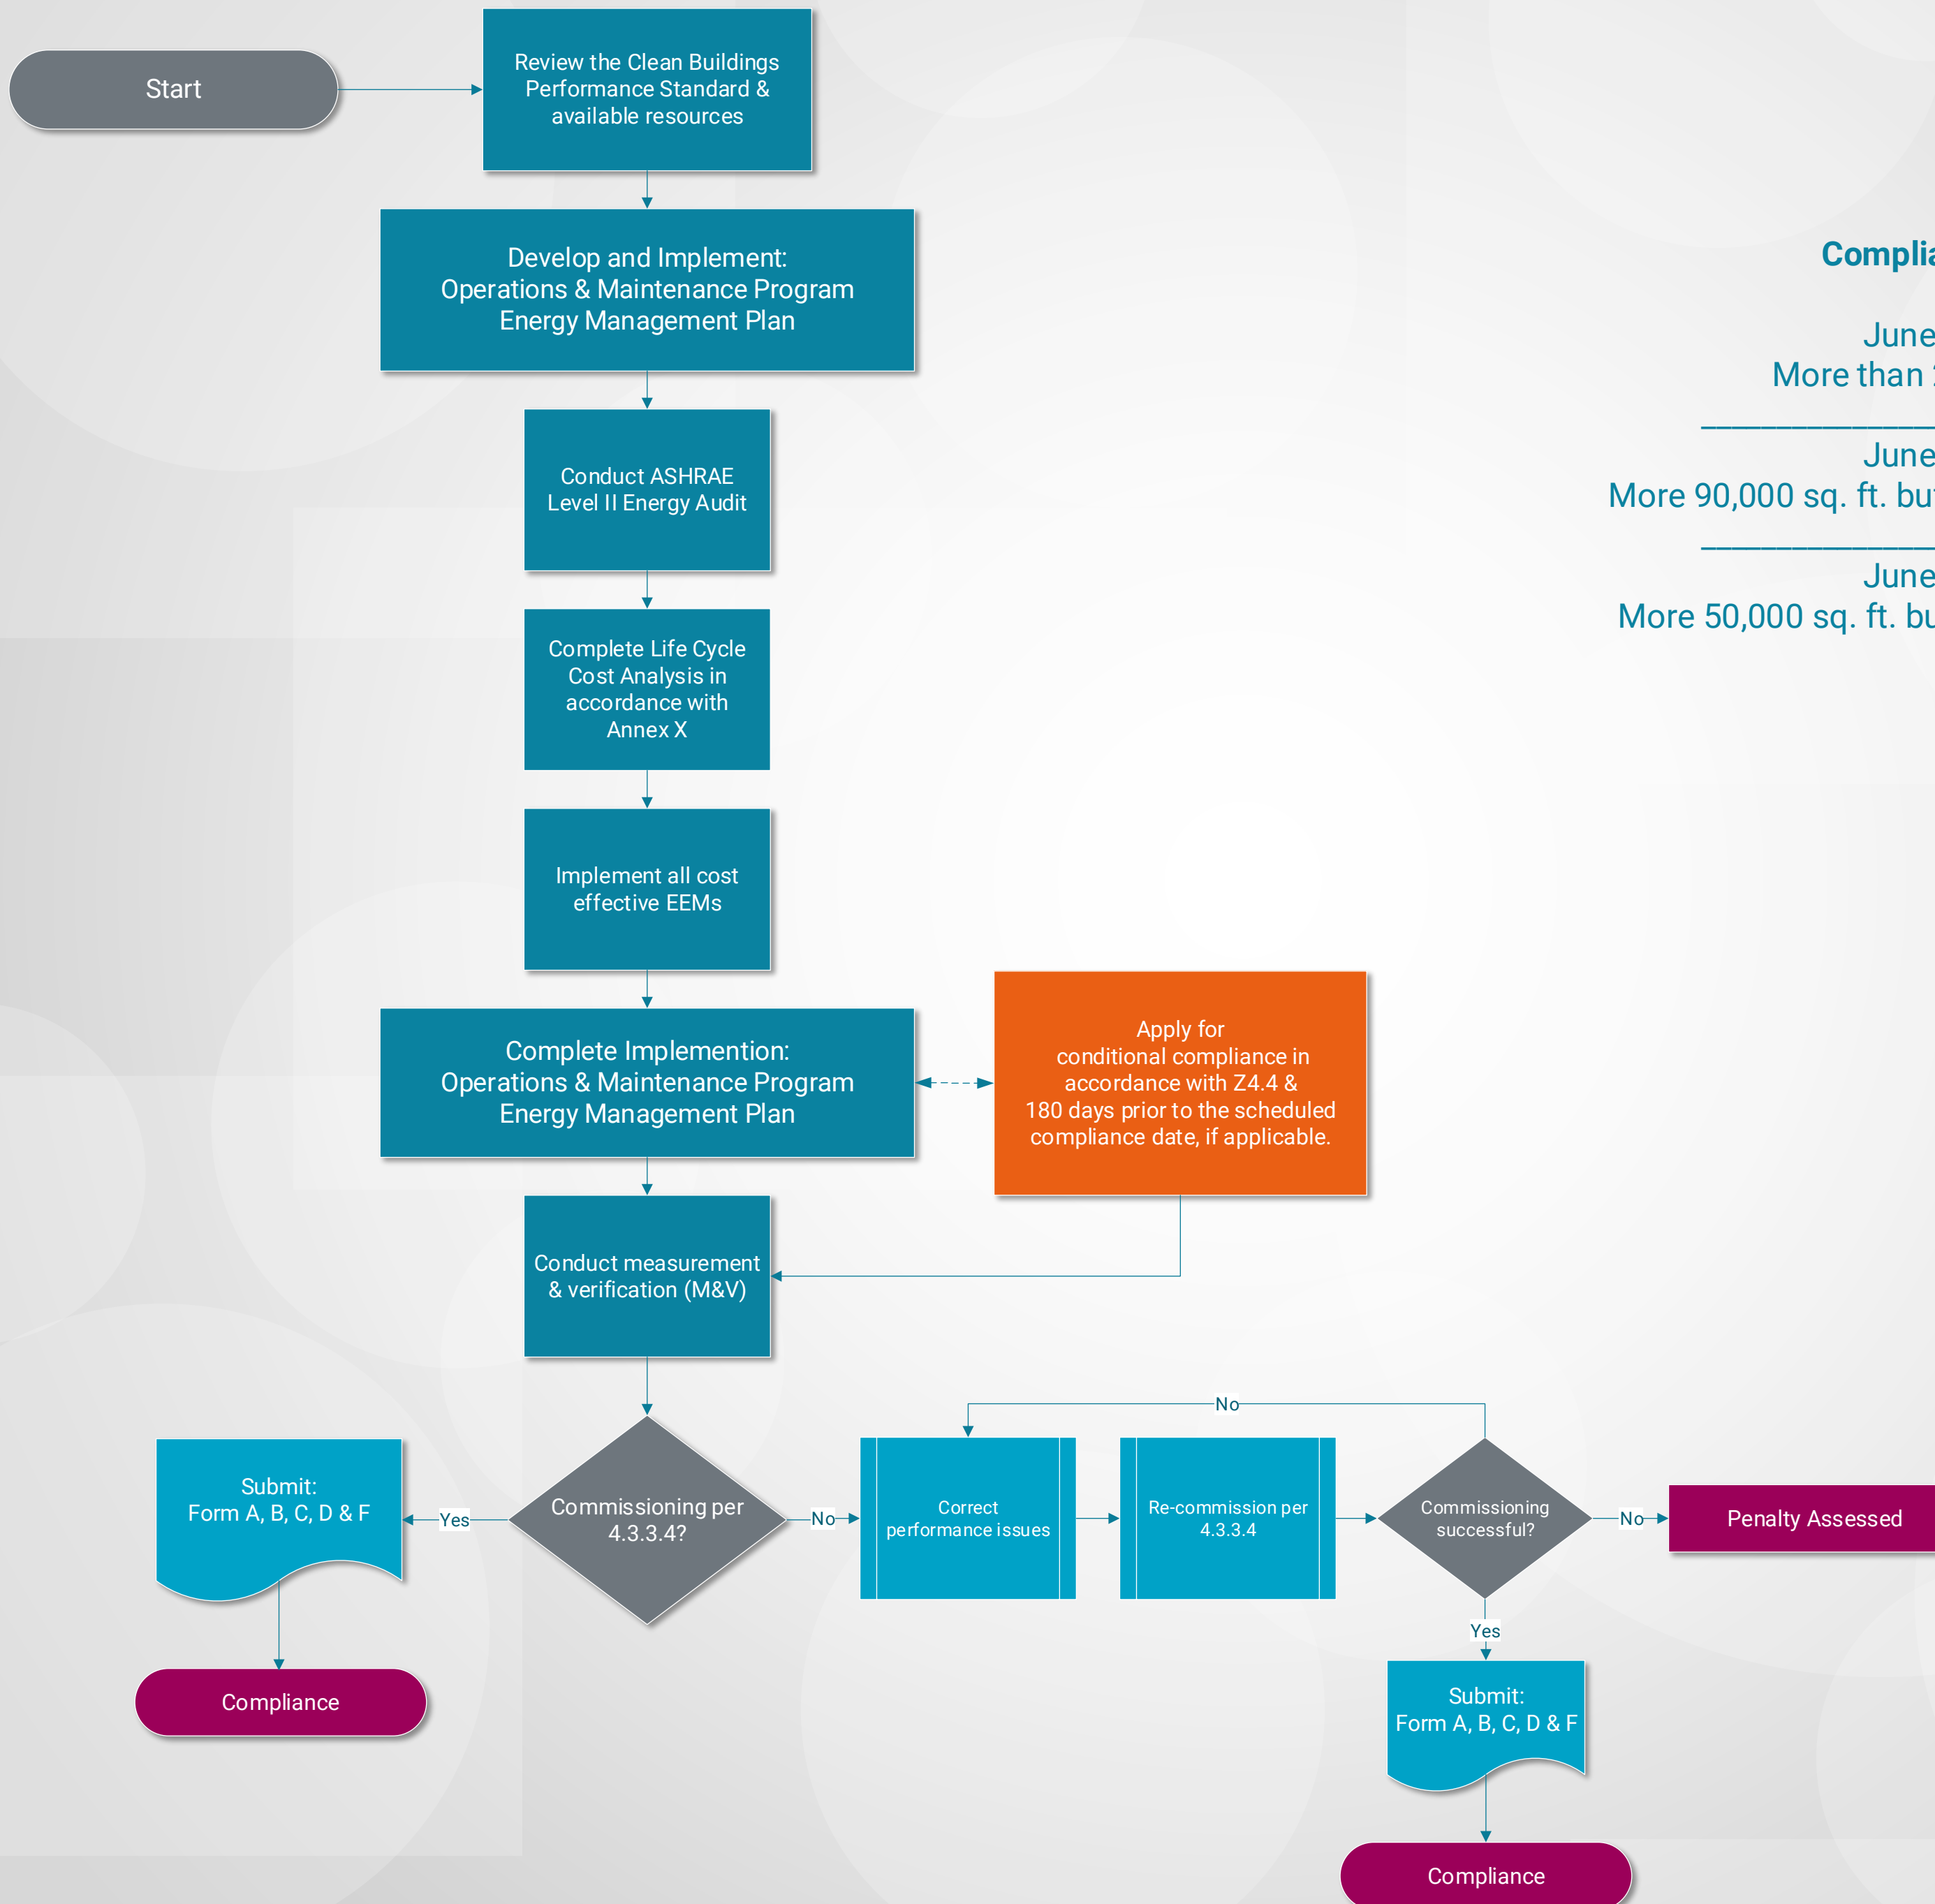 Start
Review the Clean Buildings
Performance Standard &
available resources
Develop and Implement:
Operations & Maintenance Program
Energy Management Plan
Complia
June
More than
June
More 90,000 sq. ft. but
June
More 50,000 sq. ft. bu
Conduct ASHRAE
Level II Energy Audit
Complete Life Cycle
Cost Analysis in
accordance with
Annex X
Implement all cost
effective EEMs
Complete Implemention:
Operations & Maintenance Program
Energy Management Plan
Apply for
conditional compliance in
accordance with Z4.4 &
180 days prior to the scheduled
compliance date, if applicable.
Conduct measurement
& verification (M&V)
Commissioning per
4.3.3.4?
Yes
Submit:
Form A, B, C, D & F
Compliance
No
Correct
performance issues
Re-commission per
4.3.3.4
Commissioning
successful?
No
No
Penalty Assessed
Yes
Submit:
Form A, B, C, D & F
Compliance